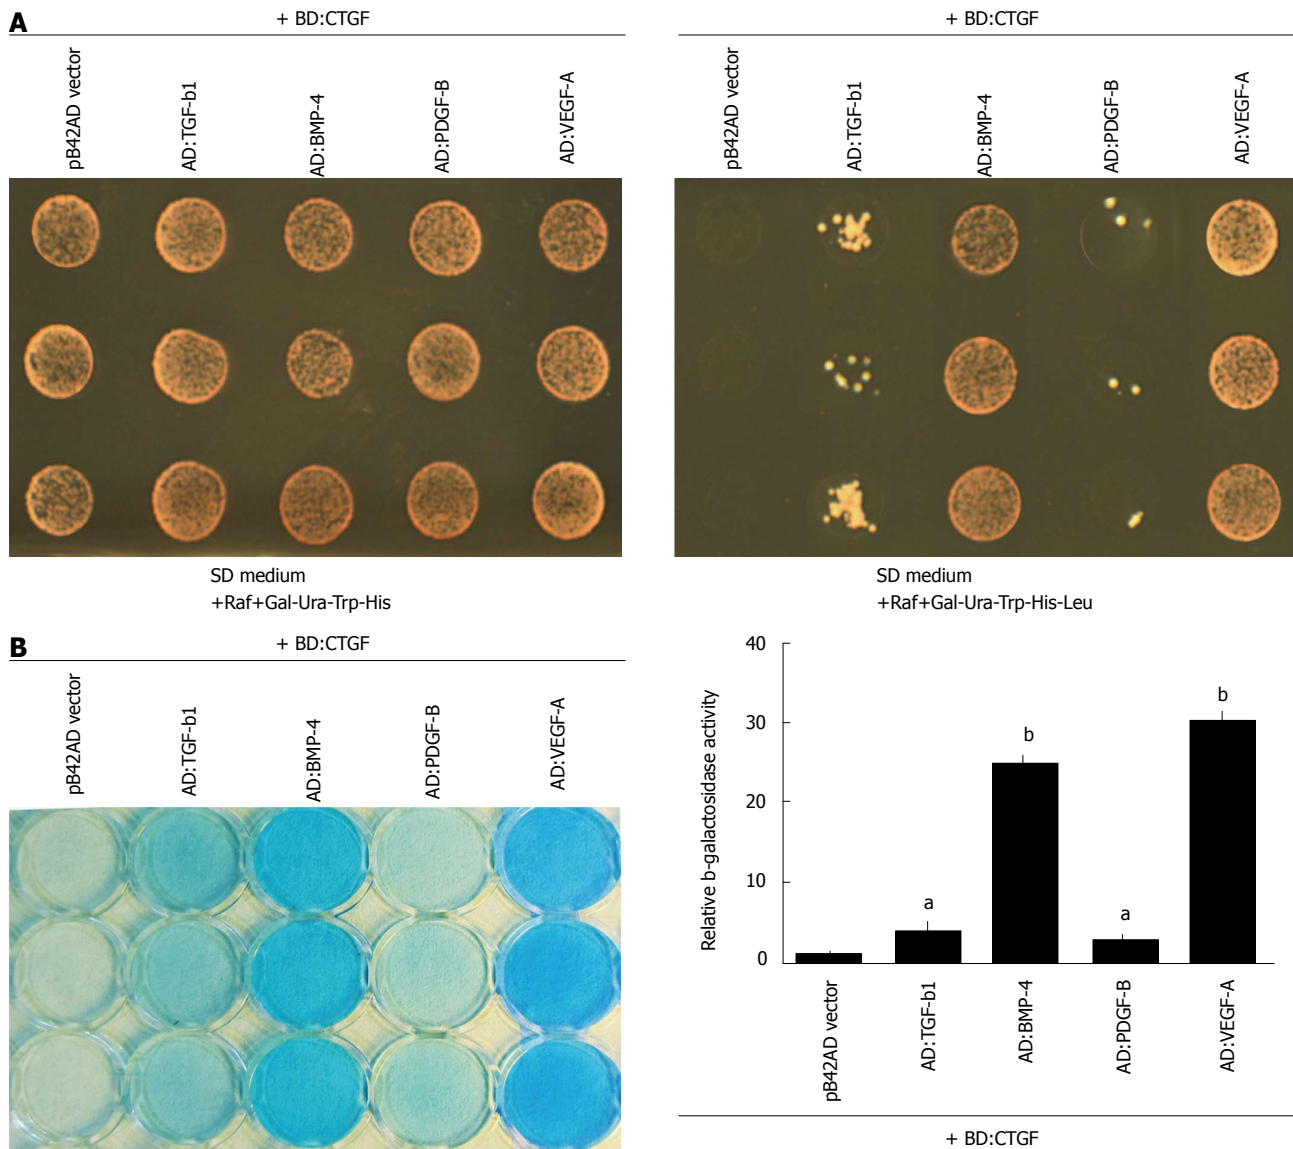 A
+ BD:CTGF
pB42AD vector
AD:TGF-b1
AD:BMP-4
AD:PDGF-B
AD:VEGF-A
SD medium
+Raf+Gal-Ura-Trp-His
+ BD:CTGF
pB42AD vector
AD:TGF-b1
AD:BMP-4
AD:PDGF-B
AD:VEGF-A
SD medium
+Raf+Gal-Ura-Trp-His-Leu
B
+ BD:CTGF
pB42AD vector
AD:TGF-b1
AD:BMP-4
AD:PDGF-B
AD:VEGF-A
Relative b-galactosidase activity
40
30
20
10
0
a
b
a
b
pB42AD vector
AD:TGF-b1
AD:BMP-4
AD:PDGF-B
AD:VEGF-A
+ BD:CTGF